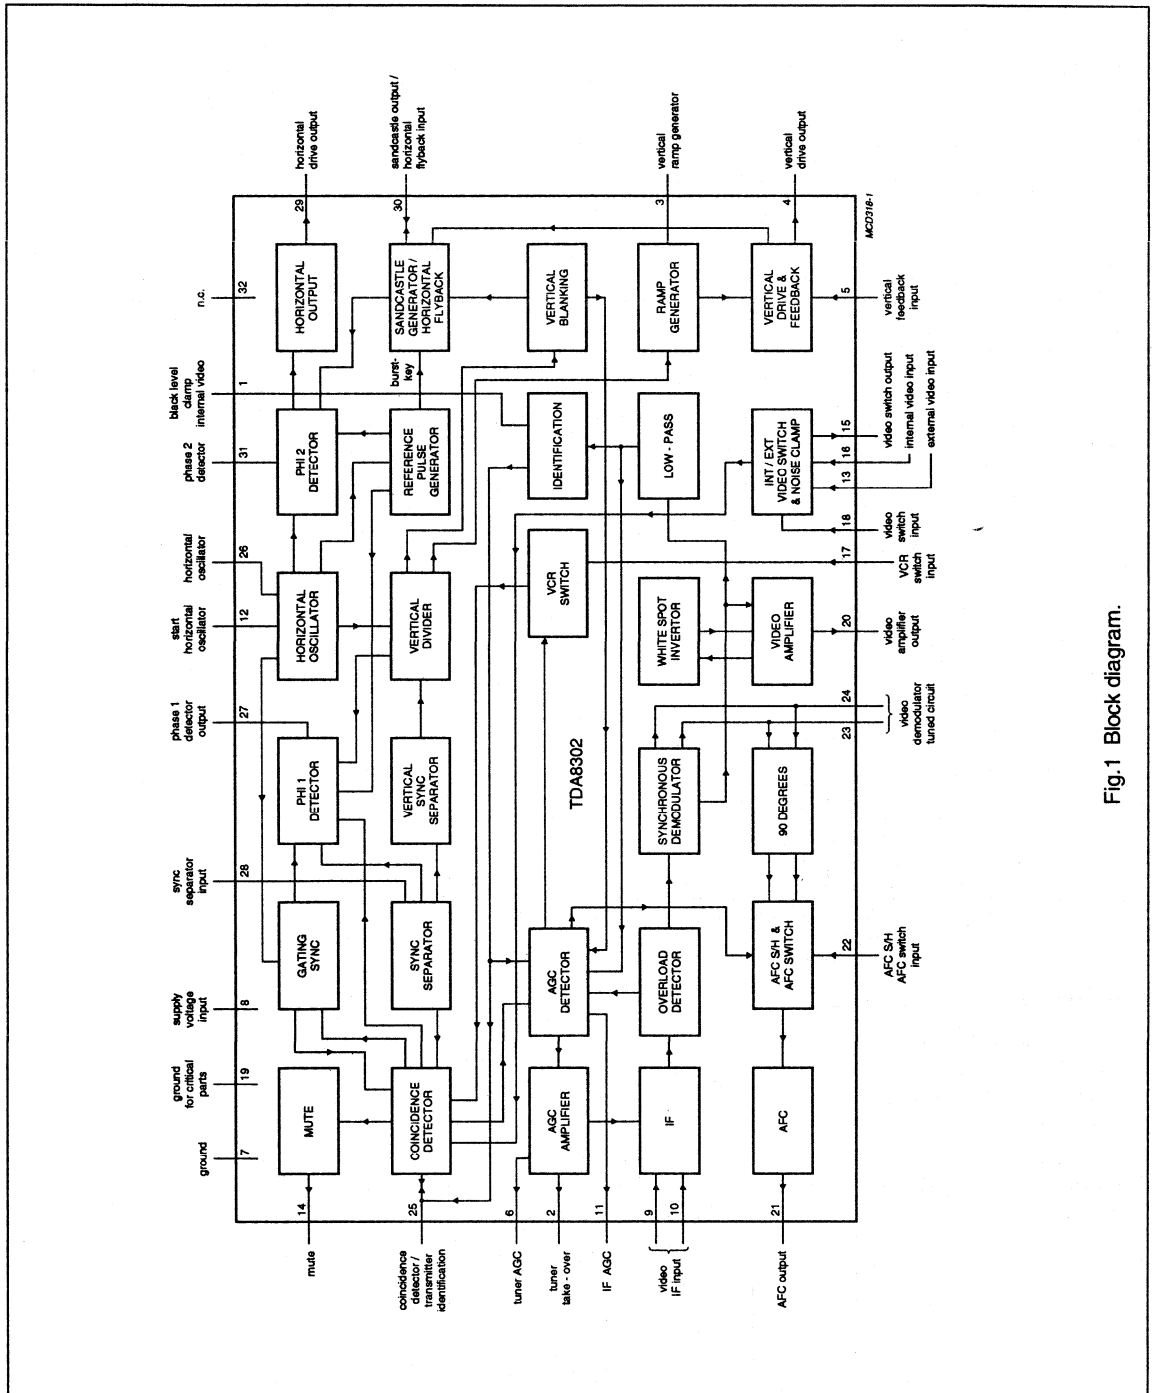 n.c.
32
black level
clamp
internal video
1
phase 2
detector
31
horizontal
oscillator
26
start
horizontal
oscillator
12
phase 1
detector
output
27
sync
separator
input
28
supply
voltage
input
8
ground
for critical
parts
19
ground
7
horizontal
drive output
29
sandcastle output /
horizontal
flyback input
30
vertical
ramp generator
3
vertical
drive output
4
MCD318-1
MUTE
GATING
SYNC
PHI 1
DETECTOR
HORIZONTAL
OSCILLATOR
PHI 2
DETECTOR
HORIZONTAL
OUTPUT
COINCIDENCE
DETECTOR
SYNC
SEPARATOR
VERTICAL
SYNC
SEPARATOR
VERTICAL
DIVIDER
REFERENCE
PULSE
GENERATOR
burst-
key
SANDCASTLE
GENERATOR /
HORIZONTAL
FLYBACK
AGC
AMPLIFIER
AGC
DETECTOR
TDA8302
VCR
SWITCH
IDENTIFICATION
VERTICAL
BLANKING
IF
OVERLOAD
DETECTOR
SYNCHRONOUS
DEMODULATOR
WHITE SPOT
INVERTOR
LOW - PASS
RAMP
GENERATOR
AFC
AFC S/H &
AFC SWITCH
90 DEGREES
VIDEO
AMPLIFIER
INT / EXT
VIDEO SWITCH
& NOISE CLAMP
VERTICAL
DRIVE &
FEEDBACK
14
mute
25
coincidence
detector /
transmitter
identification
6
tuner AGC
2
tuner
take - over
11
IF AGC
9
10
video
IF input
21
AFC output
22
AFC S/H
AFC switch
input
23
24
video
demodulator
tuned circuit
20
video
amplifier
output
17
VCR
switch
input
18
video
switch
input
13
16
15
video switch output
internal video input
external video input
5
vertical
feedback
input
Fig.1 Block diagram.